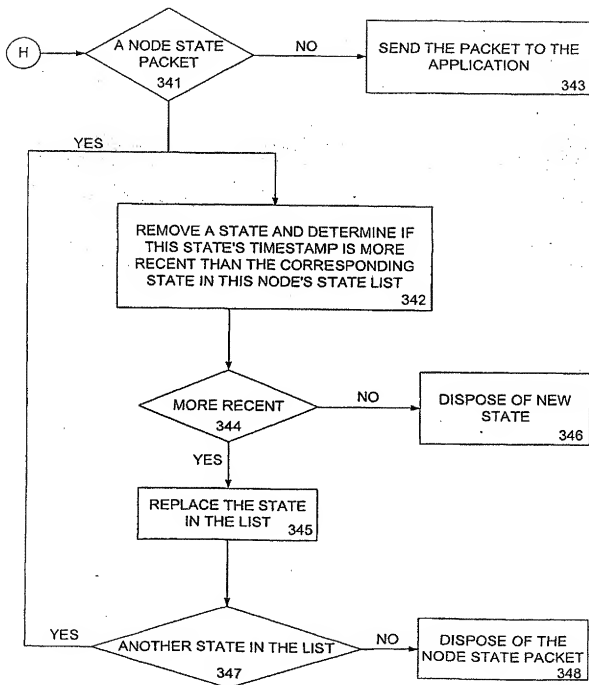 H
A NODE STATE
PACKET
341
NO
SEND THE PACKET TO THE
APPLICATION
343
YES
REMOVE A STATE AND DETERMINE IF
THIS STATE'S TIMESTAMP IS MORE
RECENT THAN THE CORRESPONDING
STATE IN THIS NODE'S STATE LIST
342
MORE RECENT
344
NO
DISPOSE OF NEW
STATE
346
YES
REPLACE THE STATE
IN THE LIST
345
YES
ANOTHER STATE IN THE LIST
347
NO
DISPOSE OF THE
NODE STATE PACKET
348